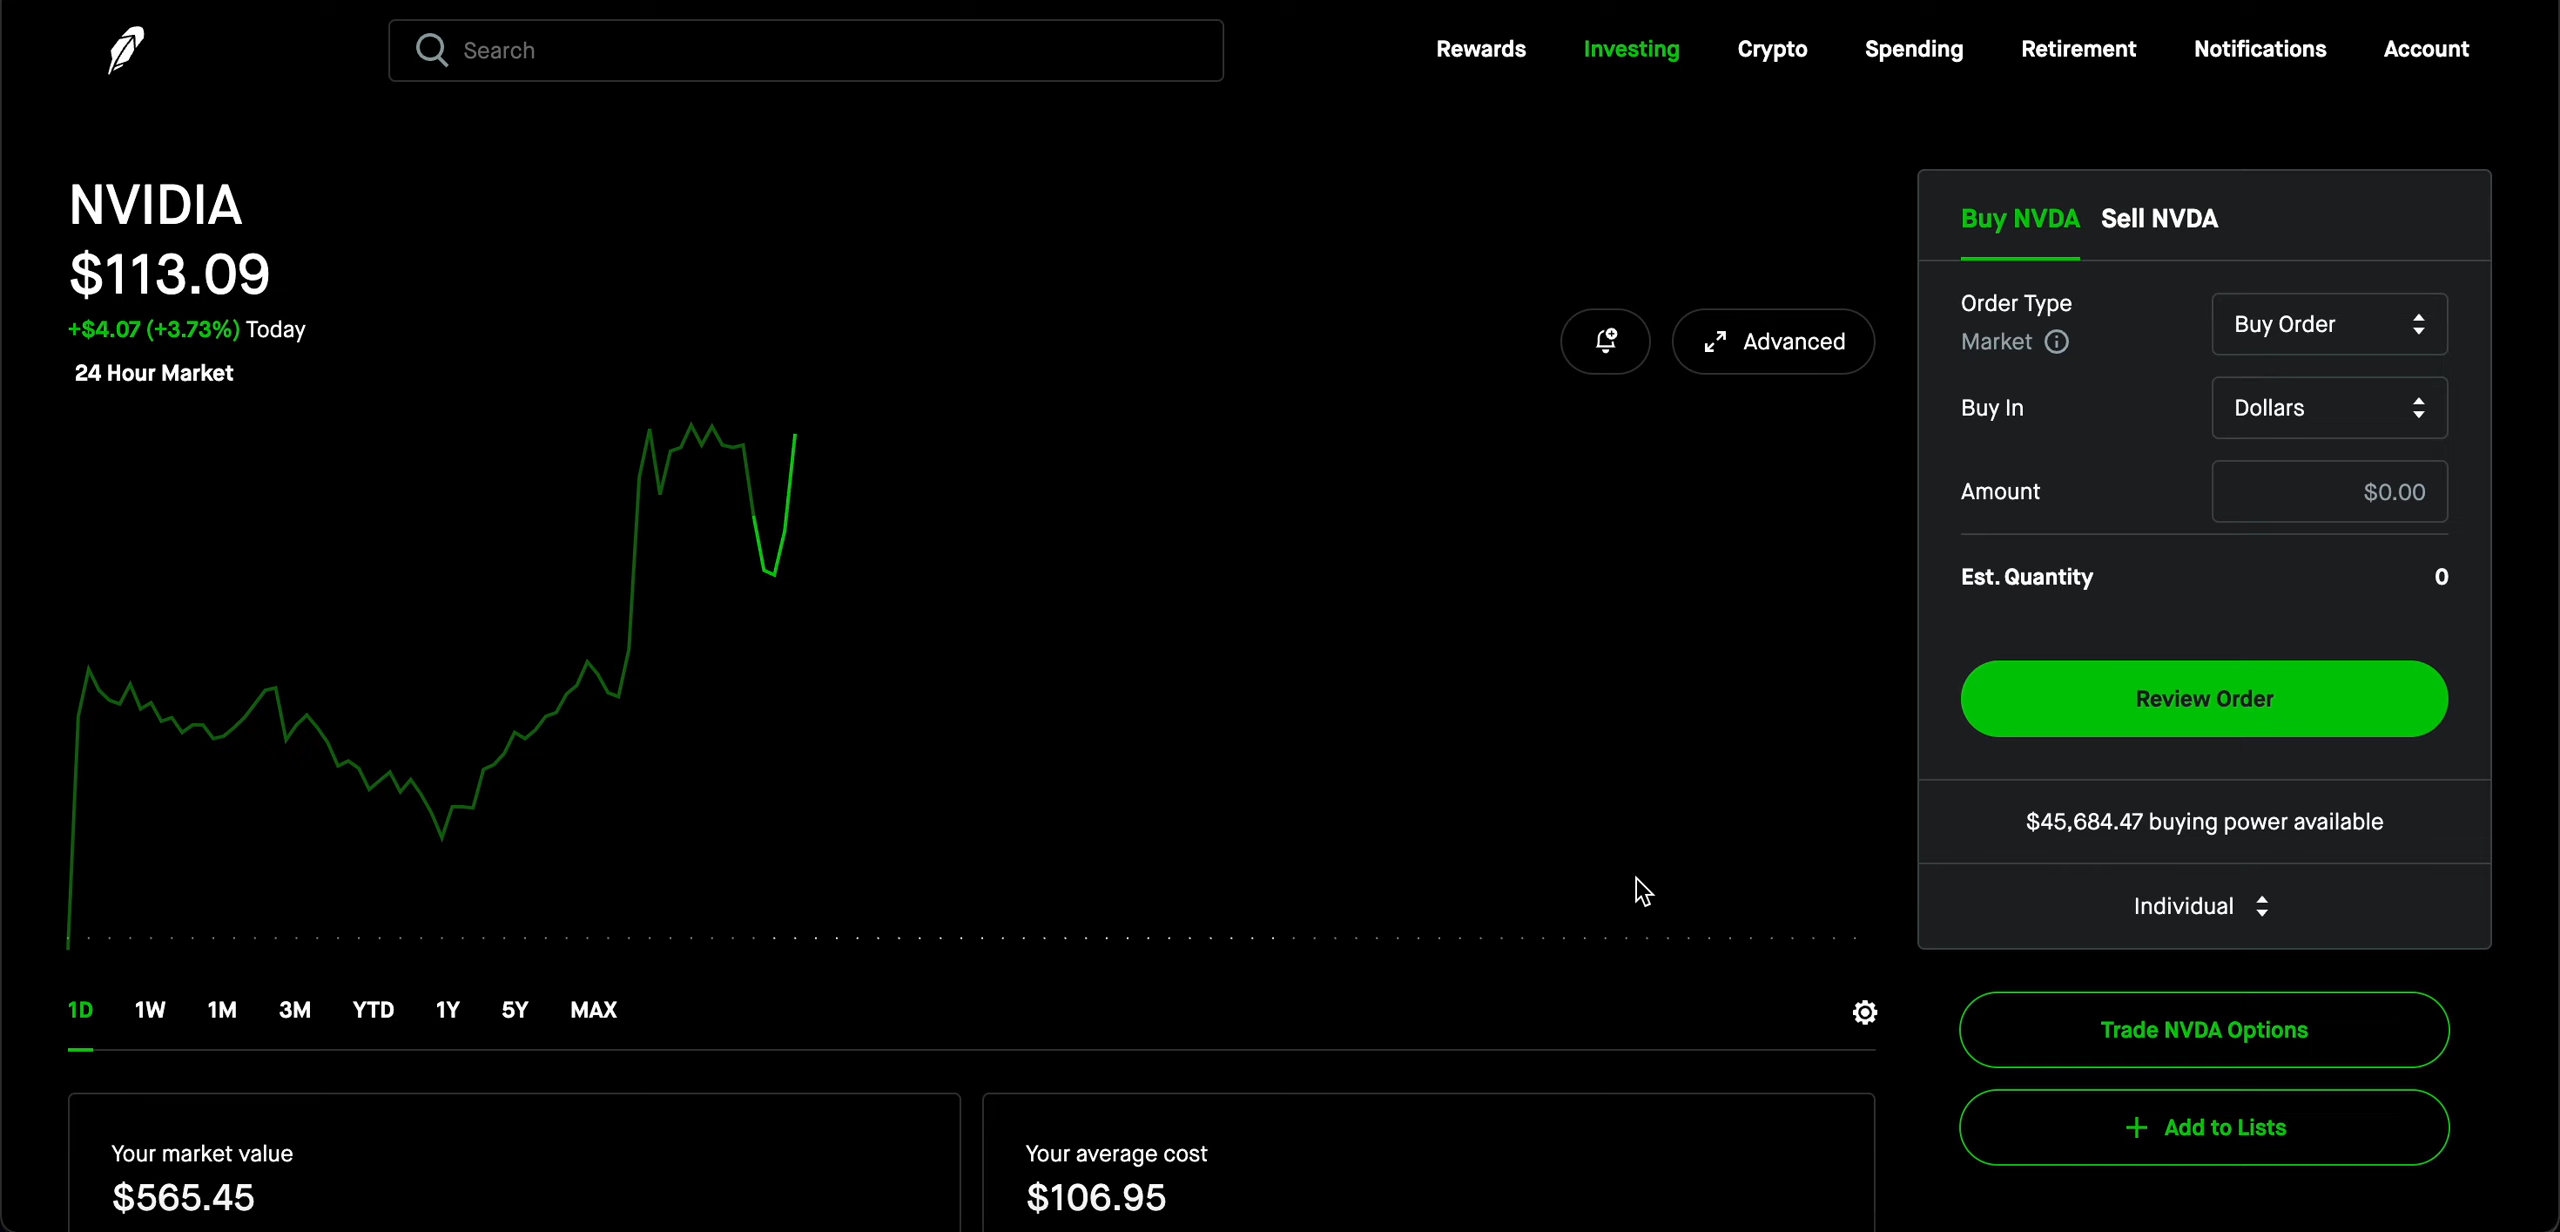 Search
Rewards
Investing
Crypto
Spending
Retirement
Notifications
Account
NVIDIA
$113.09
+$4.07 (+3.73%) Today
24 Hour Market
Advanced
1D
1W
1M
3M
YTD
1Y
5Y
MAX
Your market value
$565.45
Your average cost
$106.95
Buy NVDA
Sell NVDA
Order Type
Market
Buy Order
Buy In
Dollars
Amount
$0.00
Est. Quantity
0
Review Order
$45,684.47 buying power available
Individual
Trade NVDA Options
Add to Lists